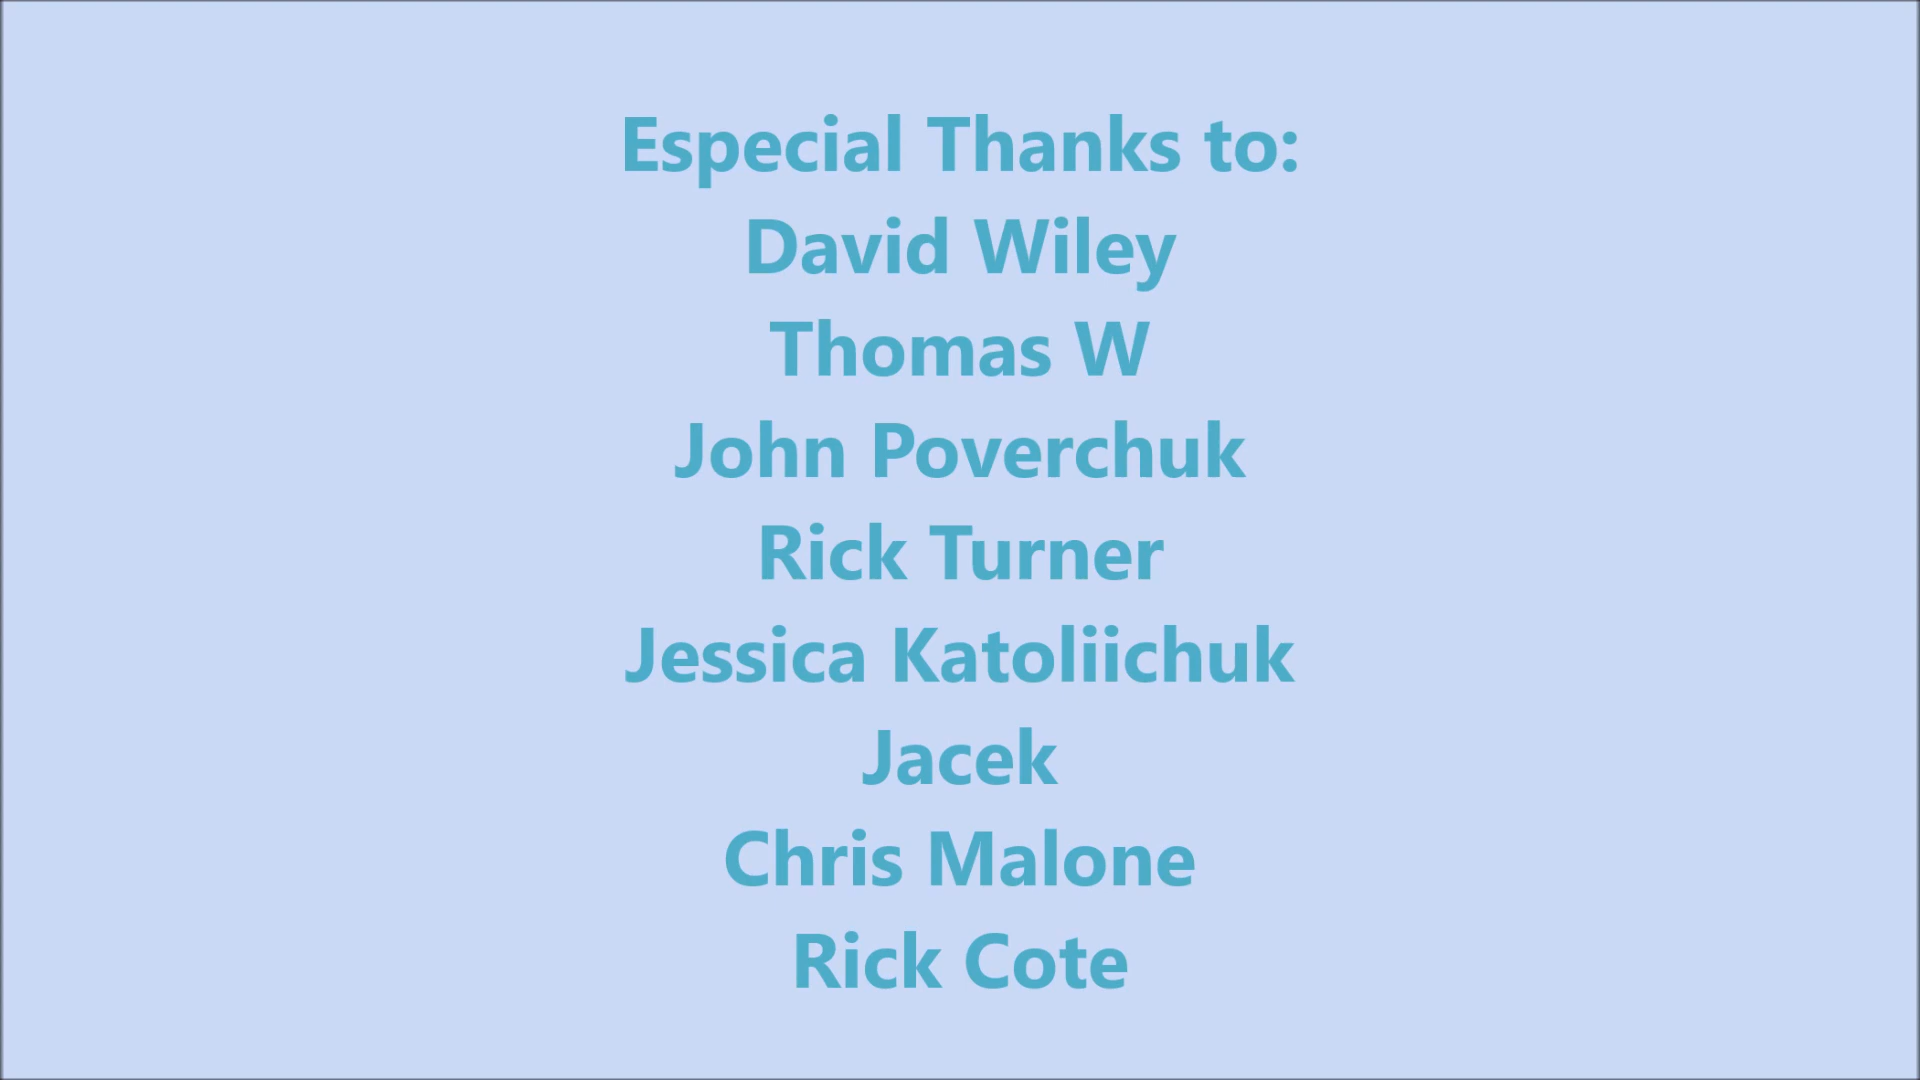 Especial Thanks to:
David Wiley
Thomas W
John Poverchuk
Rick Turner
Jessica Katoliichuk
Jacek
Chris Malone
Rick Cote